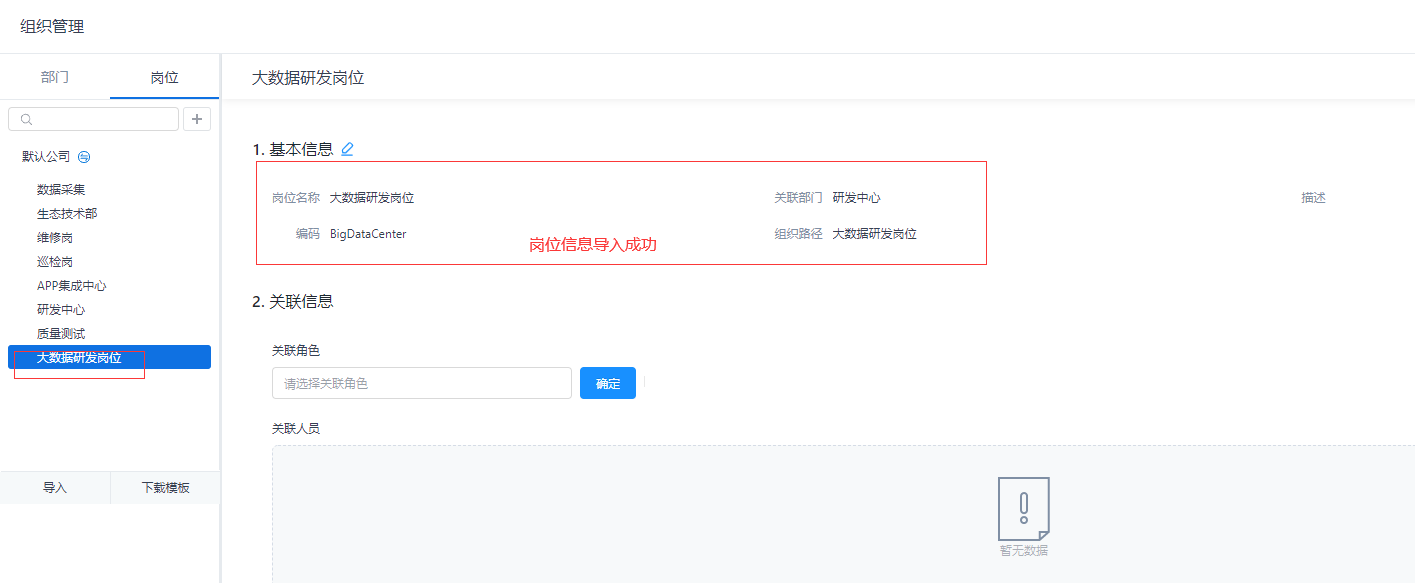 组织管理
部门 岗位
默认公司
数据采集
生态技术部
维修岗
巡检岗
APP集成中心
研发中心
质量测试
大数据研发岗位
导入 下载模板
大数据研发岗位
1. 基本信息
岗位名称 大数据研发岗位 关联部门 研发中心 描述
编码 BigDataCenter 组织路径 大数据研发岗位
岗位信息导入成功
2. 关联信息
关联角色
请选择关联角色 确定
关联人员
暂无数据